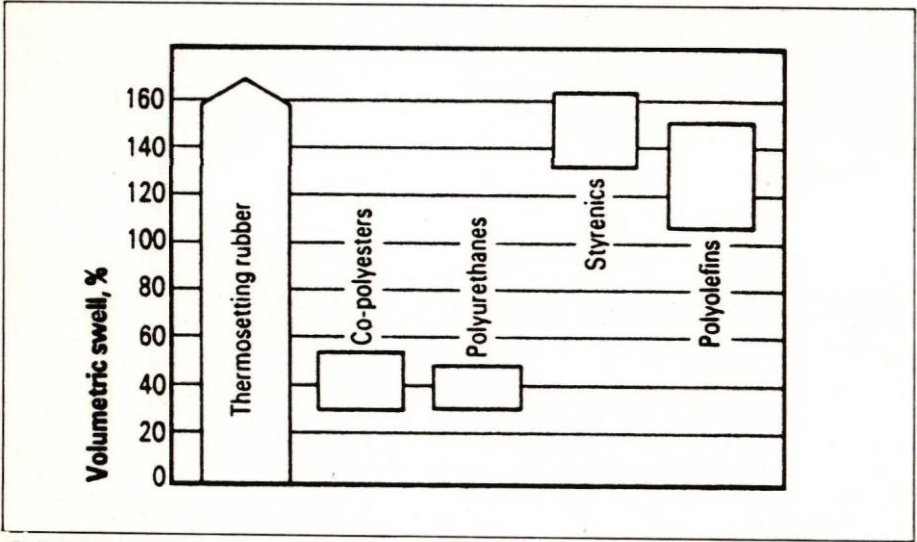 Volumetric swell, %
160
140
120
100
80
60
40
20
0
Thermosetting rubber
Co-polyesters
Polyurethanes
Styrenics
Polyolefins